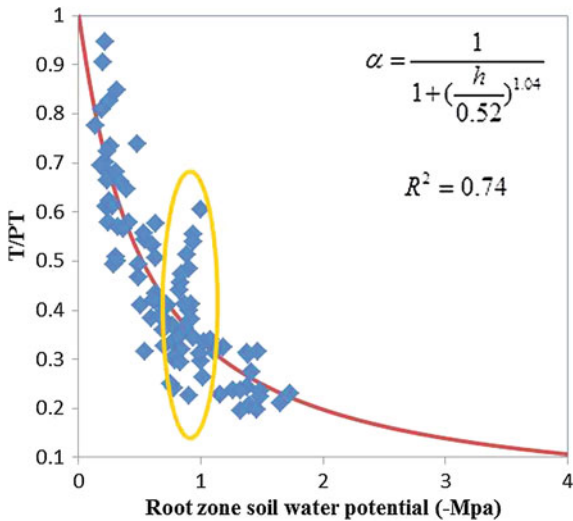 T/PT
1
0.9
0.8
0.7
0.6
0.5
0.4
0.3
0.2
0.1
α = 1 / 1+(h/0.52)^1.04
R² = 0.74
0 1 2 3 4
Root zone soil water potential (-Mpa)